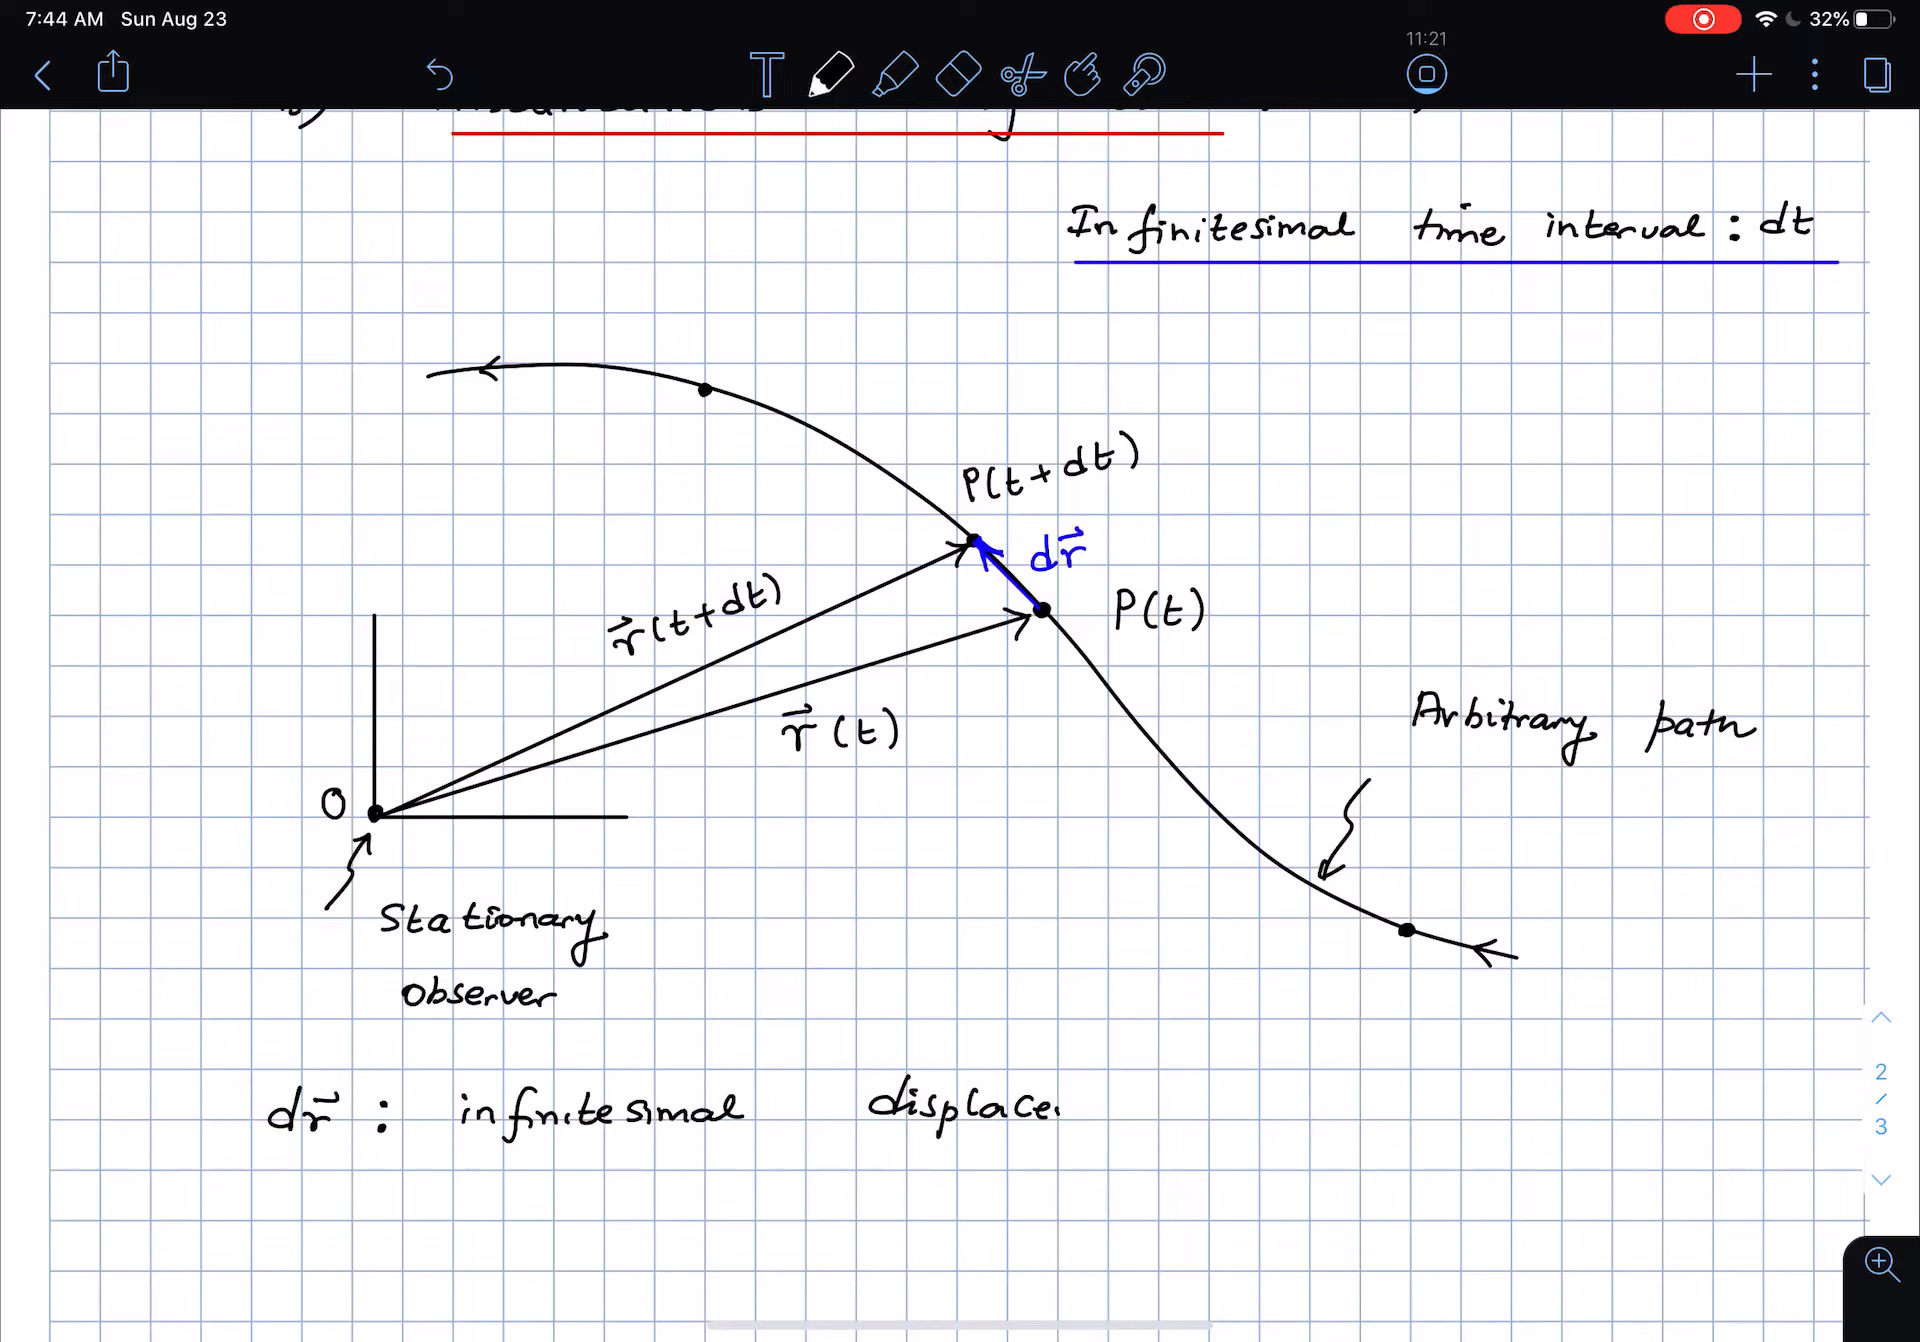 7:44 AM Sun Aug 23
32%
11:21
Infinitesimal time interval : dt
P(t + dt)
dr⃗
r⃗(t + dt)
P(t)
r⃗ (t)
Arbitrary path
O
Stationary
observer
2
/
3
dr⃗ : infinitesimal displace